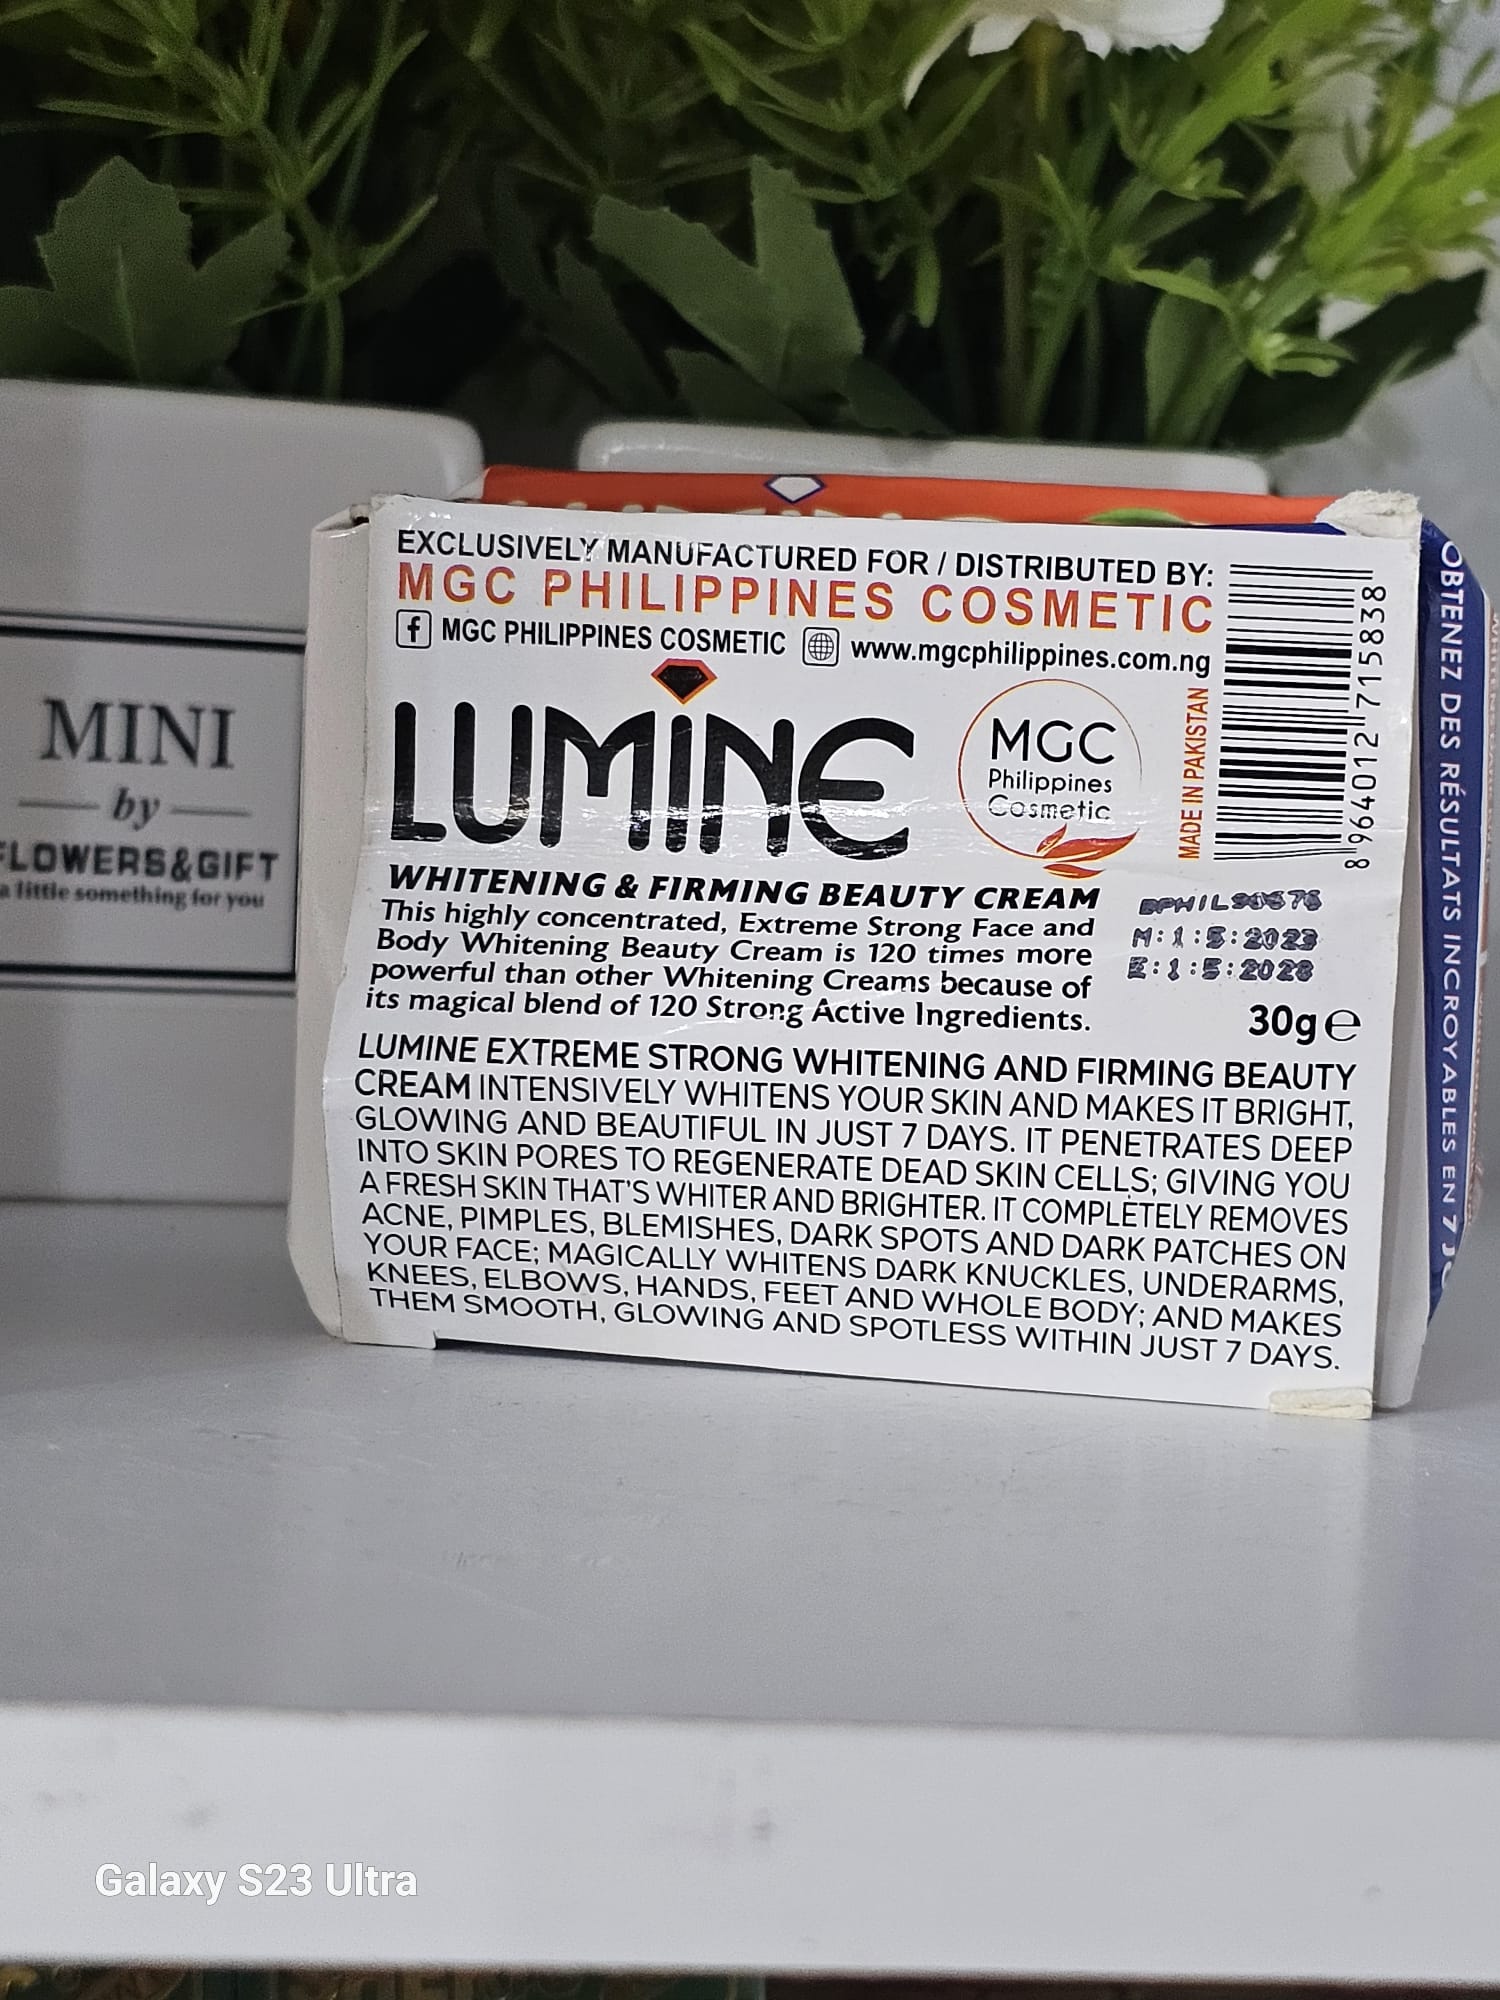 EXCLUSIVELY MANUFACTURED FOR / DISTRIBUTED BY:
MGC PHILIPPINES COSMETIC
f MGC PHILIPPINES COSMETIC www.mgcphilippines.com.ng
LUMINE
MGC
Philippines
Cosmetic
MADE IN PAKISTAN
8 964012 715838
WHITENING & FIRMING BEAUTY CREAM
This highly concentrated, Extreme Strong Face and
Body Whitening Beauty Cream is 120 times more
powerful than other Whitening Creams because of
its magical blend of 120 Strong Active Ingredients.
M:1:5:2023
E:1:5:2028
30g e
LUMINE EXTREME STRONG WHITENING AND FIRMING BEAUTY
CREAM INTENSIVELY WHITENS YOUR SKIN AND MAKES IT BRIGHT,
GLOWING AND BEAUTIFUL IN JUST 7 DAYS. IT PENETRATES DEEP
INTO SKIN PORES TO REGENERATE DEAD SKIN CELLS; GIVING YOU
A FRESH SKIN THAT'S WHITER AND BRIGHTER. IT COMPLETELY REMOVES
ACNE, PIMPLES, BLEMISHES, DARK SPOTS AND DARK PATCHES ON
YOUR FACE; MAGICALLY WHITENS DARK KNUCKLES, UNDERARMS,
KNEES, ELBOWS, HANDS, FEET AND WHOLE BODY; AND MAKES
THEM SMOOTH, GLOWING AND SPOTLESS WITHIN JUST 7 DAYS.
OBTENEZ DES RÉSULTATS INCROYABLES EN 7
MINI
by
FLOWERS&GIFT
a little something for you
Galaxy S23 Ultra